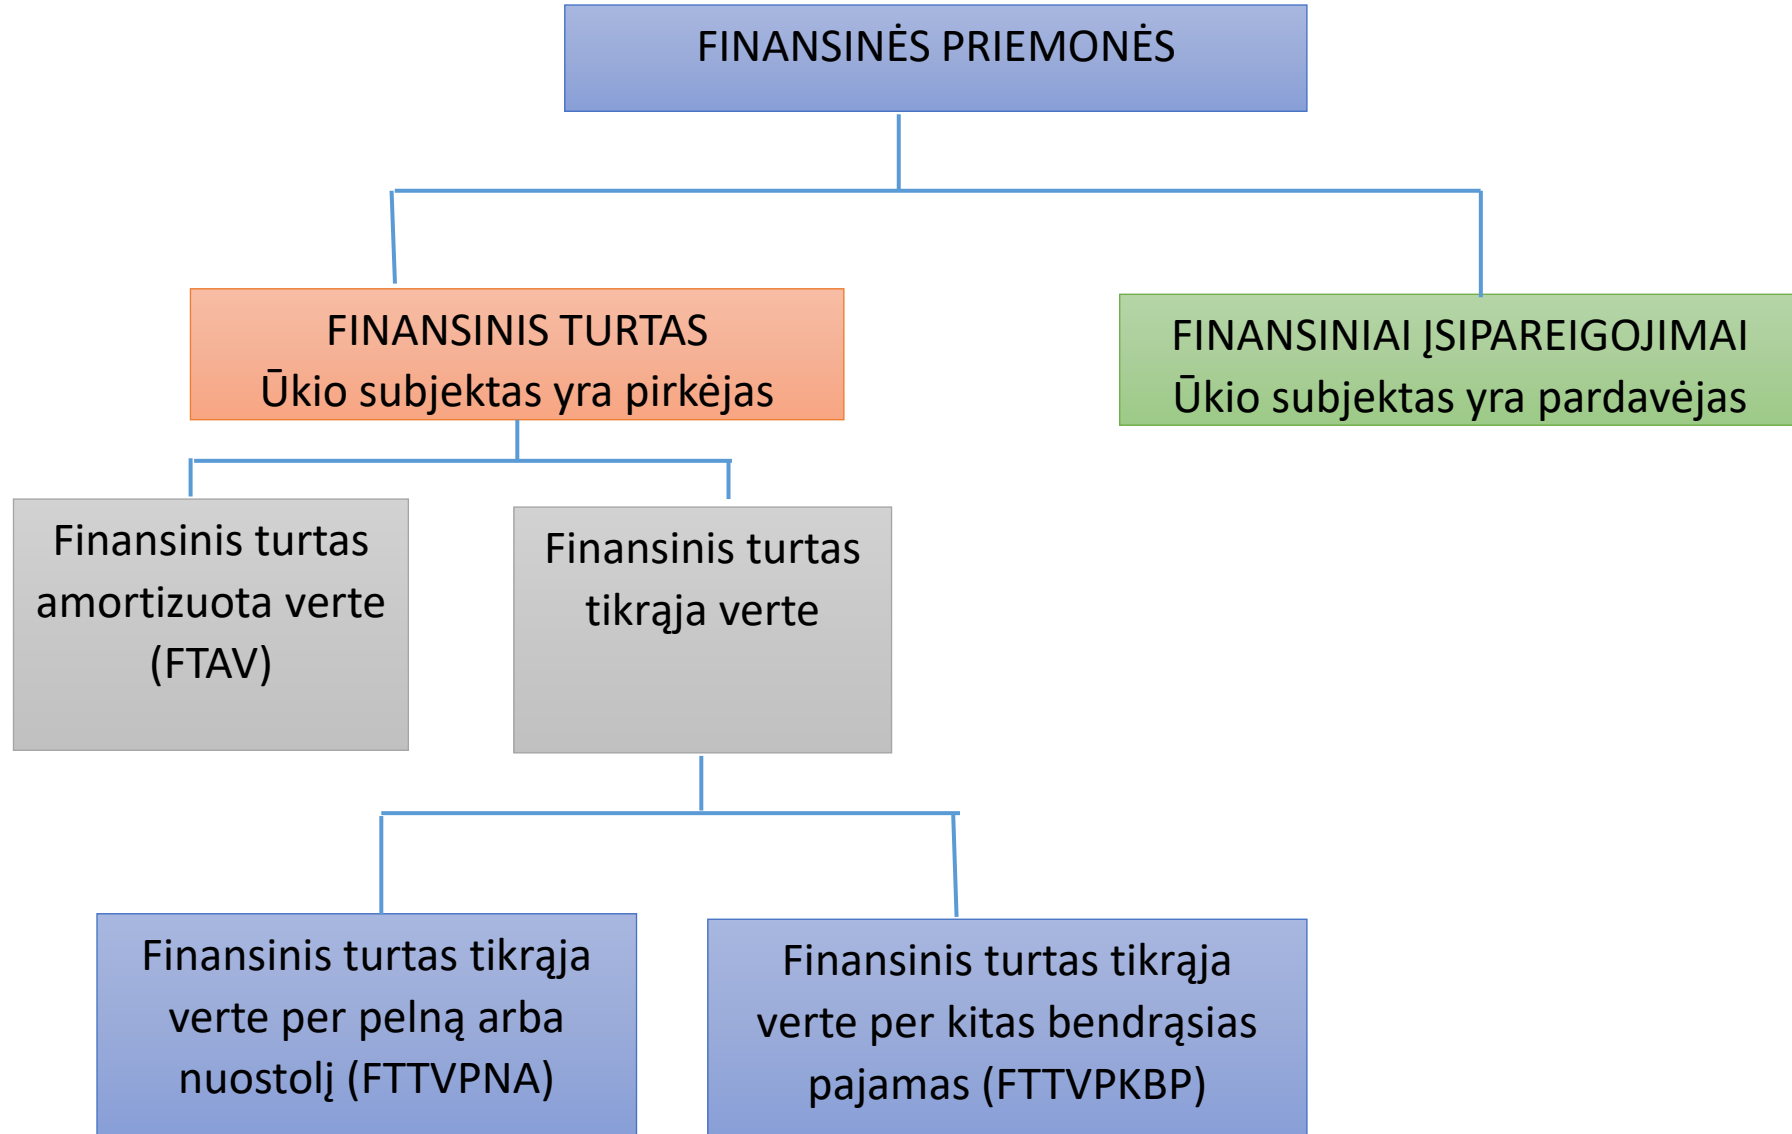 FINANSINĖS PRIEMONĖS
FINANSINIS TURTAS
Ūkio subjektas yra pirkėjas
FINANSINIAI ĮSIPAREIGOJIMAI
Ūkio subjektas yra pardavėjas
Finansinis turtas
amortizuota verte
(FTAV)
Finansinis turtas
tikrąja verte
Finansinis turtas tikrąja
verte per pelną arba
nuostolį (FTTVPNA)
Finansinis turtas tikrąja
verte per kitas bendrąsias
pajamas (FTTVPKBP)